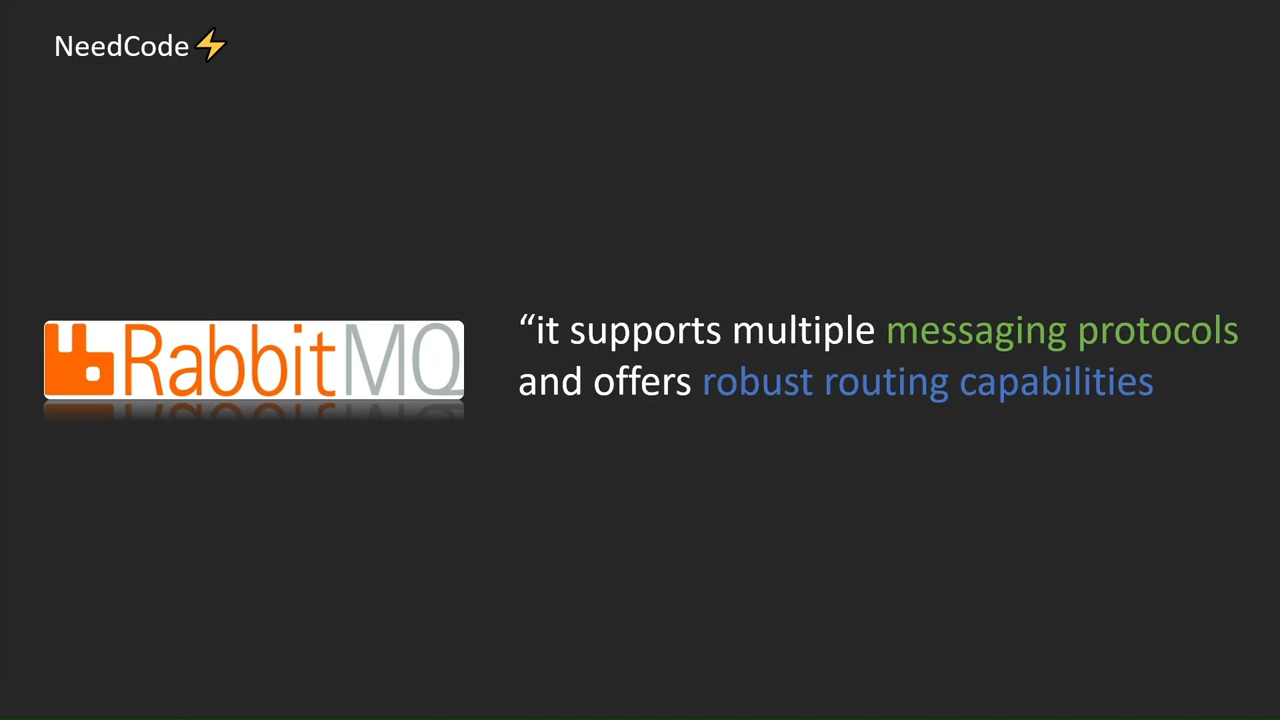 NeedCode⚡
RabbitMQ
“it supports multiple messaging protocols
and offers robust routing capabilities